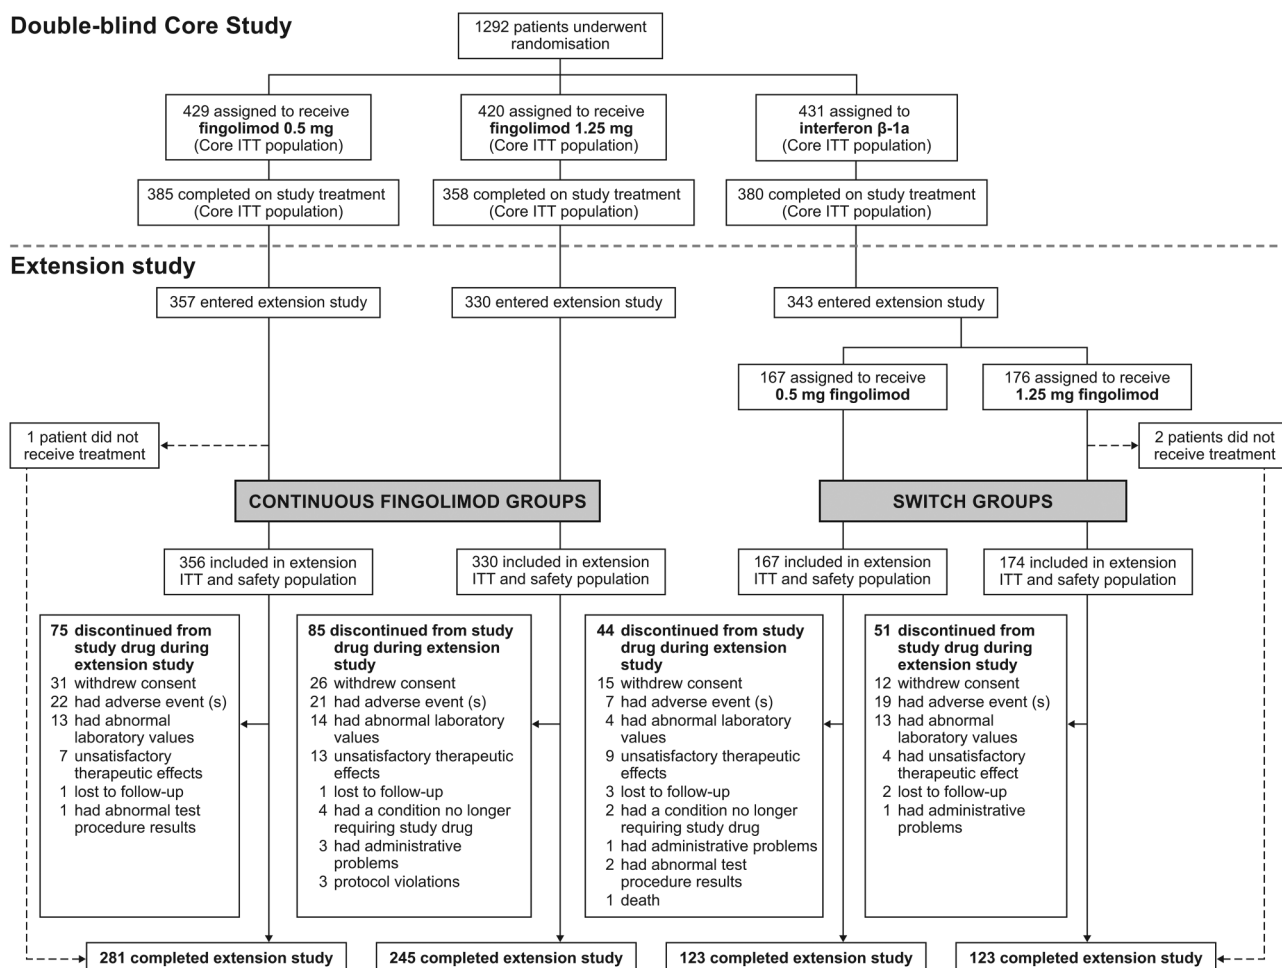 Double-blind Core Study
1292 patients underwent
randomisation
429 assigned to receive
fingolimod 0.5 mg
(Core ITT population)
420 assigned to receive
fingolimod 1.25 mg
(Core ITT population)
431 assigned to
interferon β-1a
(Core ITT population)
385 completed on study treatment
(Core ITT population)
358 completed on study treatment
(Core ITT population)
380 completed on study treatment
(Core ITT population)
Extension study
357 entered extension study
330 entered extension study
343 entered extension study
167 assigned to receive
0.5 mg fingolimod
176 assigned to receive
1.25 mg fingolimod
1 patient did not
receive treatment
2 patients did not
receive treatment
CONTINUOUS FINGOLIMOD GROUPS
SWITCH GROUPS
356 included in extension
ITT and safety population
330 included in extension
ITT and safety population
167 included in extension
ITT and safety population
174 included in extension
ITT and safety population
75 discontinued from
study drug during
extension study
31 withdrew consent
22 had adverse event (s)
13 had abnormal
laboratory values
7 unsatisfactory
therapeutic effects
1 lost to follow-up
1 had abnormal test
procedure results
85 discontinued from study
drug during extension
study
26 withdrew consent
21 had adverse event (s)
14 had abnormal laboratory
values
13 unsatisfactory therapeutic
effects
1 lost to follow-up
4 had a condition no longer
requiring study drug
3 had administrative
problems
3 protocol violations
44 discontinued from study
drug during extension
study
15 withdrew consent
7 had adverse event (s)
4 had abnormal laboratory
values
9 unsatisfactory therapeutic
effects
3 lost to follow-up
2 had a condition no longer
requiring study drug
1 had administrative problems
2 had abnormal test
procedure results
1 death
51 discontinued from
study drug during
extension study
12 withdrew consent
19 had adverse event (s)
13 had abnormal
laboratory values
4 had unsatisfactory
therapeutic effect
2 lost to follow-up
1 had administrative
problems
281 completed extension study
245 completed extension study
123 completed extension study
123 completed extension study